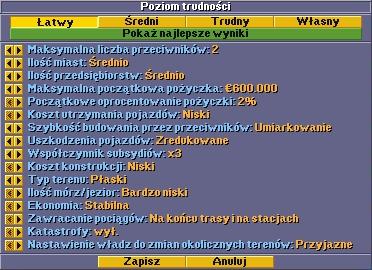 Poziom trudności
Łatwy Średni Trudny Własny
Pokaż najlepsze wyniki
Maksymalna liczba przeciwników: 2
Ilość miast: Średnio
Ilość przedsiębiorstw: Średnio
Maksymalna początkowa pożyczka: €600.000
Początkowe oprocentowanie pożyczki: 2%
Koszt utrzymania pojazdów: Niski
Szybkość budowania przez przeciwników: Umiarkowanie
Uszkodzenia pojazdów: Zredukowane
Współczynnik subsydiów: x3
Koszt konstrukcji: Niski
Typ terenu: Płaski
Ilość mórz/jezior: Bardzo niski
Ekonomia: Stabilna
Zawracanie pociągów: Na końcu trasy i na stacjach
Katastrofy: wył.
Nastawienie władz do zmian okolicznych terenów: Przyjazne
Zapisz Anuluj